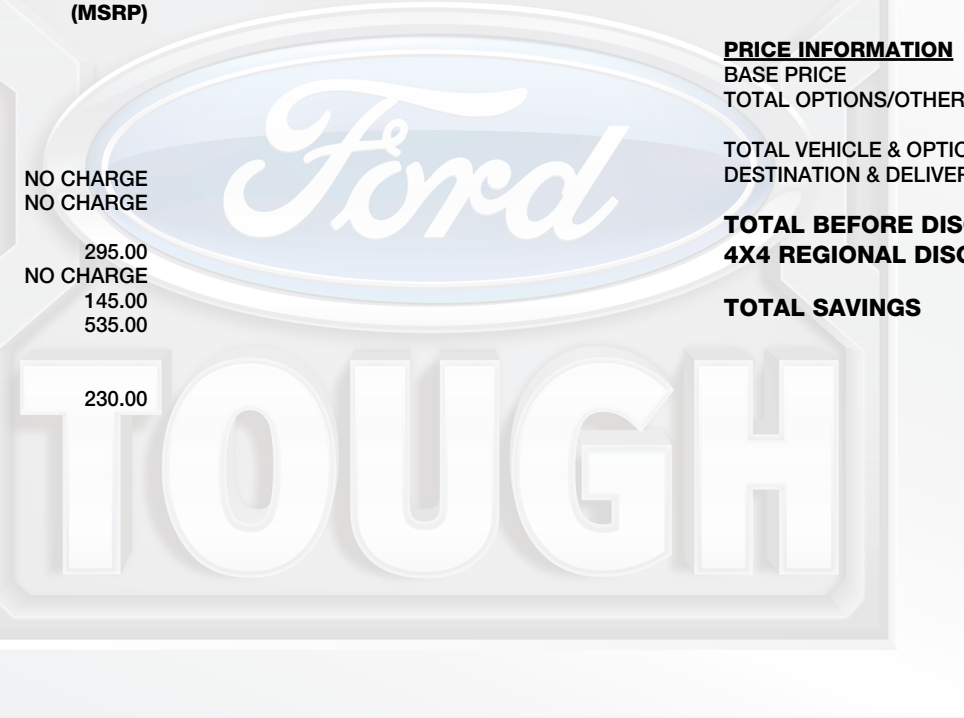 (MSRP)
NO CHARGE
NO CHARGE
295.00
NO CHARGE
145.00
535.00
230.00
Ford
TOUGH
PRICE INFORMATION
BASE PRICE
TOTAL OPTIONS/OTHER
TOTAL VEHICLE & OPTIO
DESTINATION & DELIVER
TOTAL BEFORE DISC
4X4 REGIONAL DISC
TOTAL SAVINGS